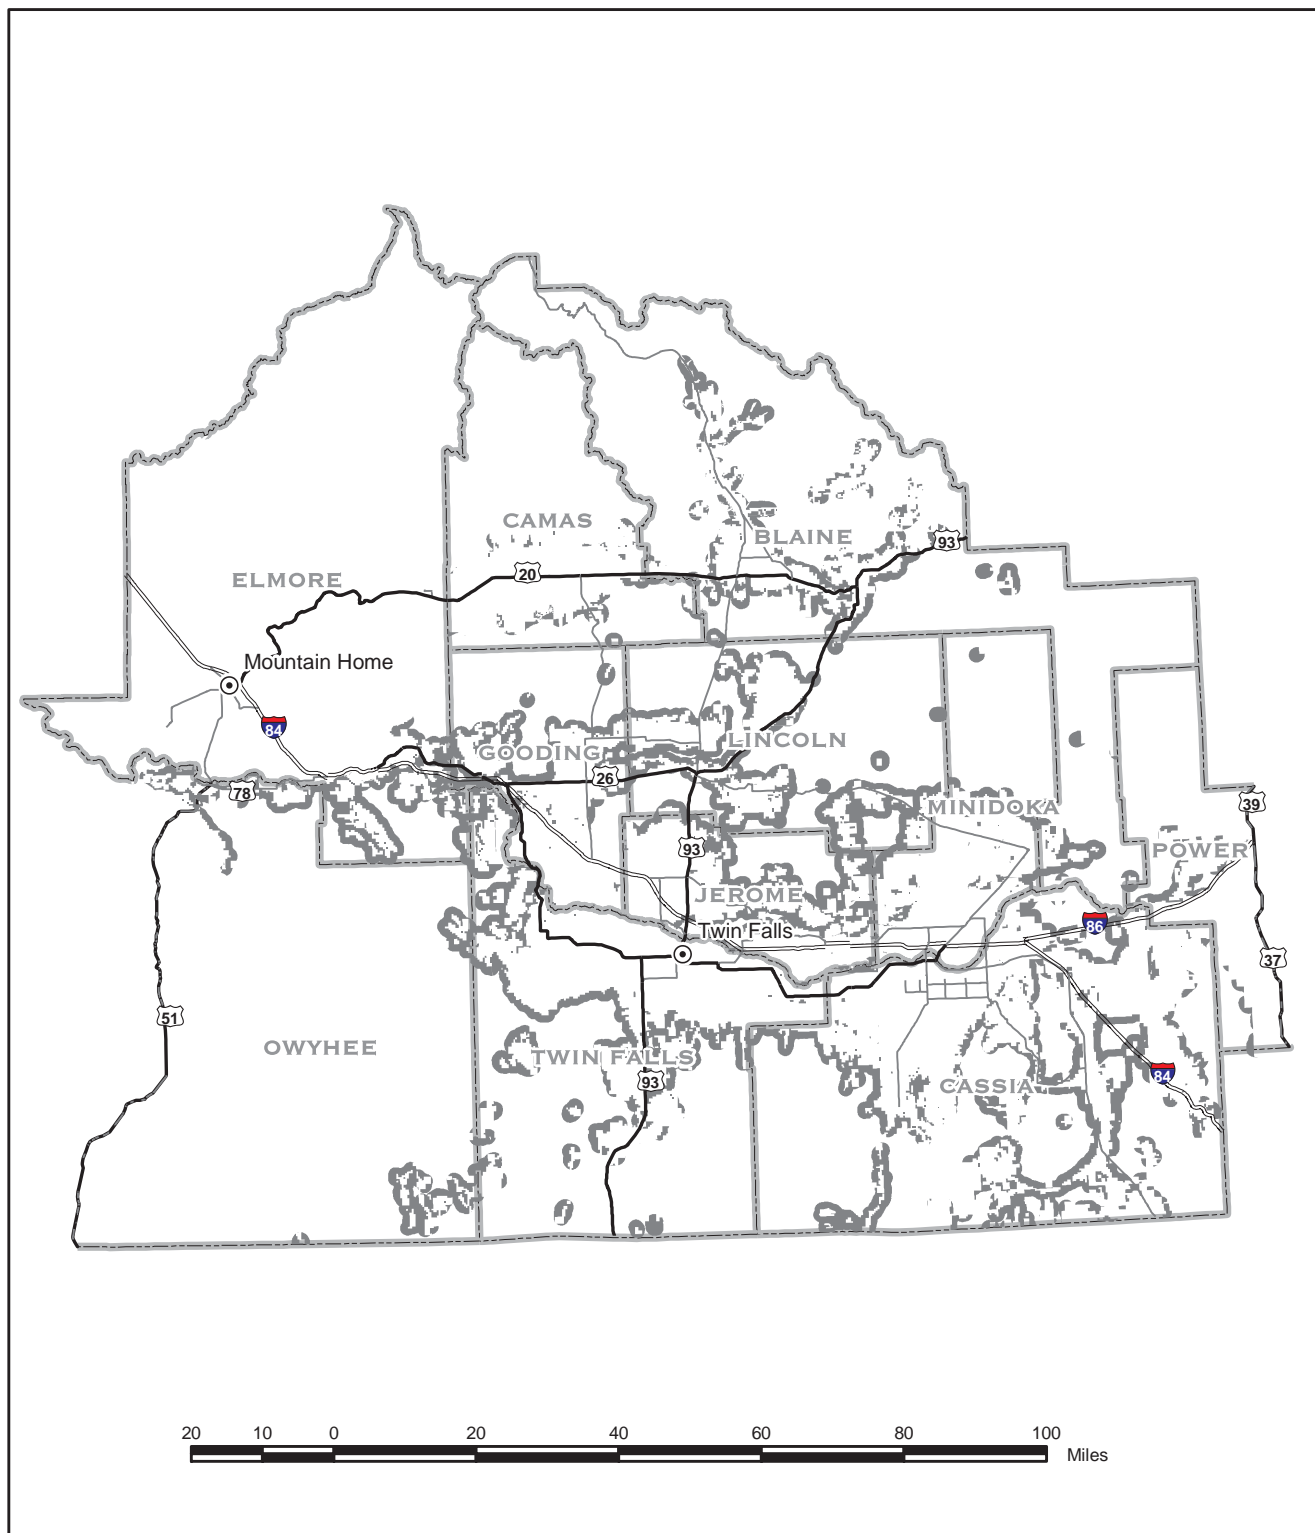 CAMAS
BLAINE
93
20
ELMORE
Mountain Home
84
GOODING
LINCOLN
26
78
MINIDOKA
39
93
POWER
JEROME
86
Twin Falls
37
51
OWYHEE
TWIN FALLS
93
84
CASSIA
20 10 0 20 40 60 80 100
Miles